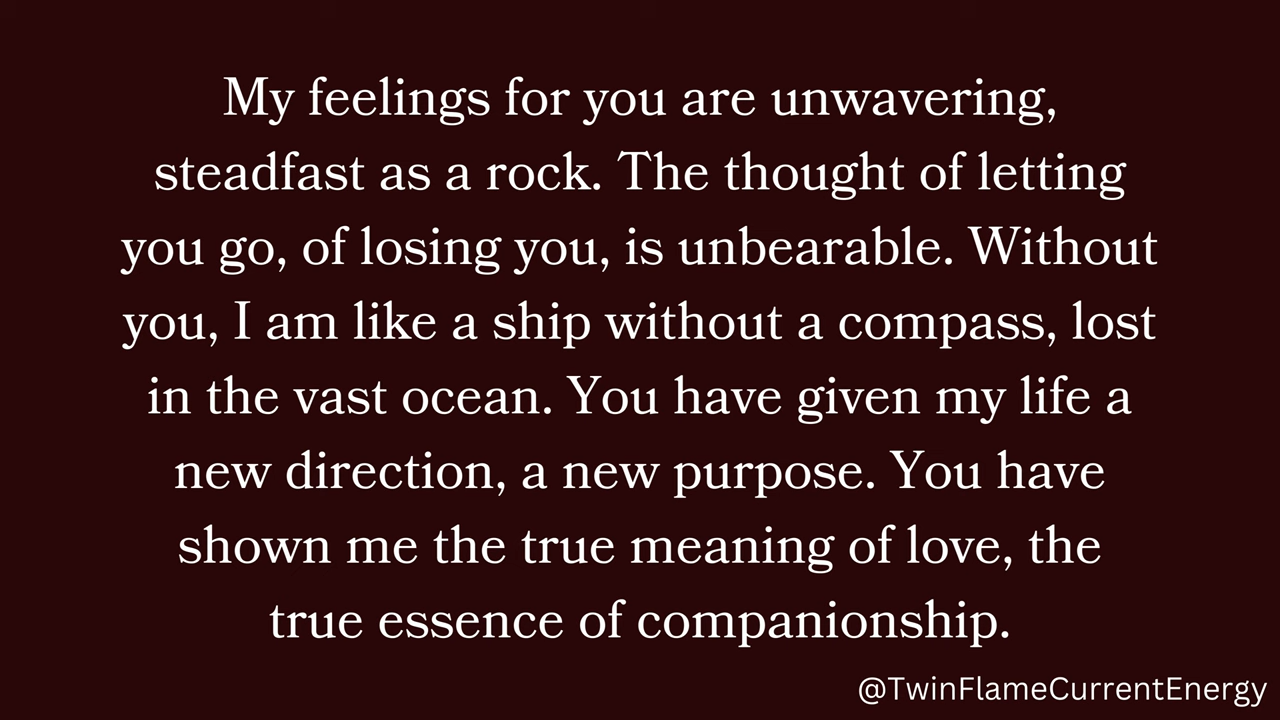 My feelings for you are unwavering,
steadfast as a rock. The thought of letting
you go, of losing you, is unbearable. Without
you, I am like a ship without a compass, lost
in the vast ocean. You have given my life a
new direction, a new purpose. You have
shown me the true meaning of love, the
true essence of companionship.
@TwinFlameCurrentEnergy